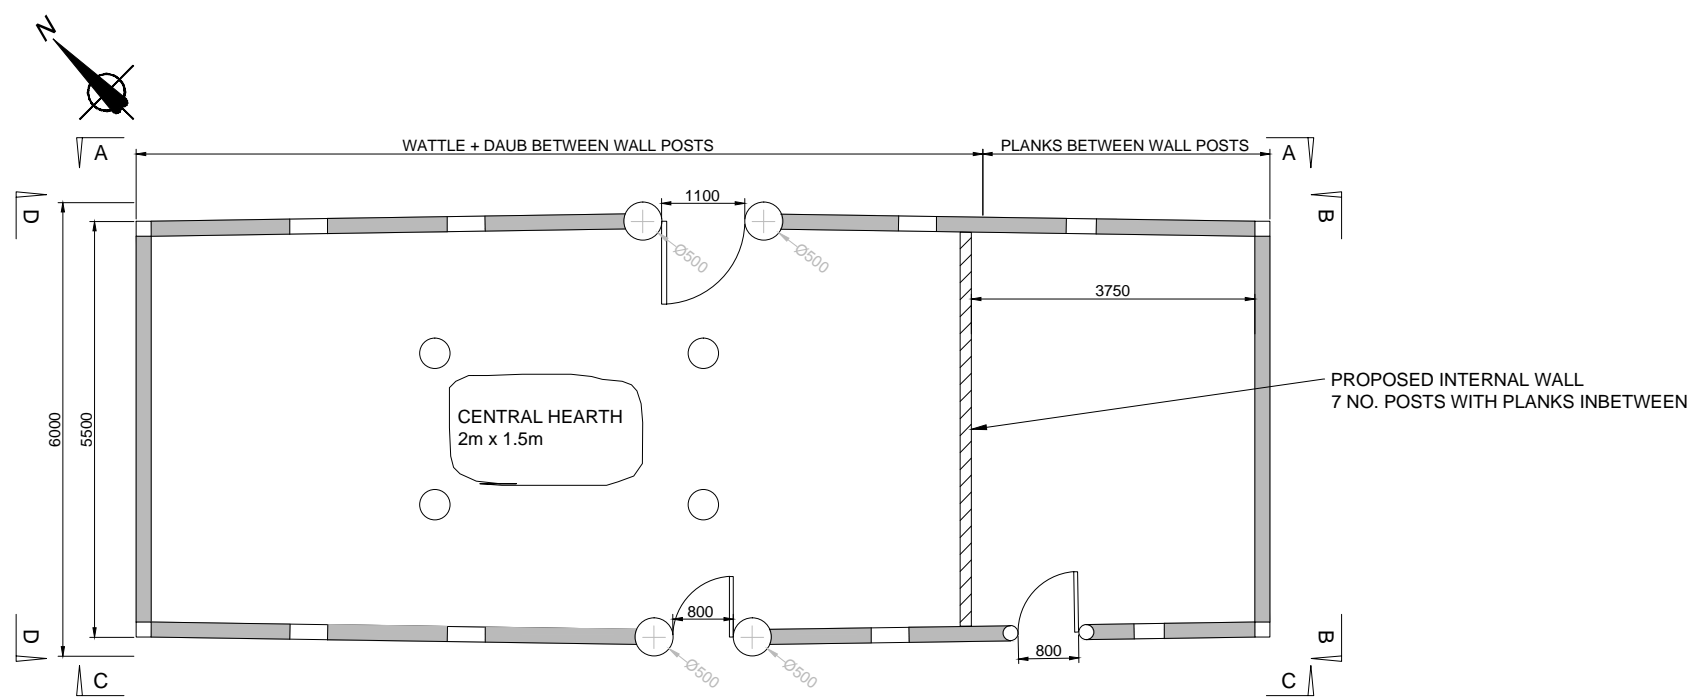 N
A
WATTLE + DAUB BETWEEN WALL POSTS
PLANKS BETWEEN WALL POSTS
A
D
1100
B
Ø500
Ø500
3750
6000
5500
CENTRAL HEARTH
2m x 1.5m
PROPOSED INTERNAL WALL
7 NO. POSTS WITH PLANKS INBETWEEN
D
800
B
800
Ø500
Ø500
C
C